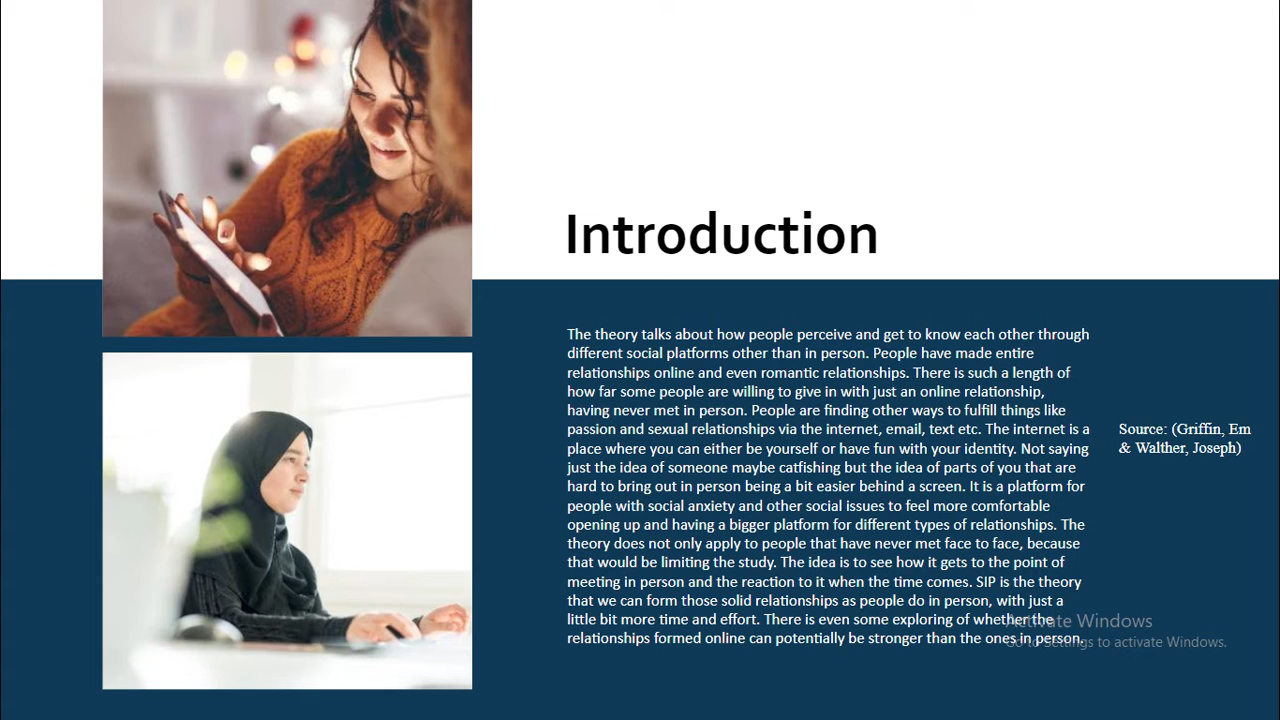 Introduction
The theory talks about how people perceive and get to know each other through
different social platforms other than in person. People have made entire
relationships online and even romantic relationships. There is such a length of
how far some people are willing to give in with just an online relationship,
having never met in person. People are finding other ways to fulfill things like
passion and sexual relationships via the internet, email, text etc. The internet is a
place where you can either be yourself or have fun with your identity. Not saying
just the idea of someone maybe catfishing but the idea of parts of you that are
hard to bring out in person being a bit easier behind a screen. It is a platform for
people with social anxiety and other social issues to feel more comfortable
opening up and having a bigger platform for different types of relationships. The
theory does not only apply to people that have never met face to face, because
that would be limiting the study. The idea is to see how it gets to the point of
meeting in person and the reaction to it when the time comes. SIP is the theory
that we can form those solid relationships as people do in person, with just a
little bit more time and effort. There is even some exploring of whether the
relationships formed online can potentially be stronger than the ones in person.
Source: (Griffin, Em
& Walther, Joseph)
Activate Windows
Go to Settings to activate Windows.